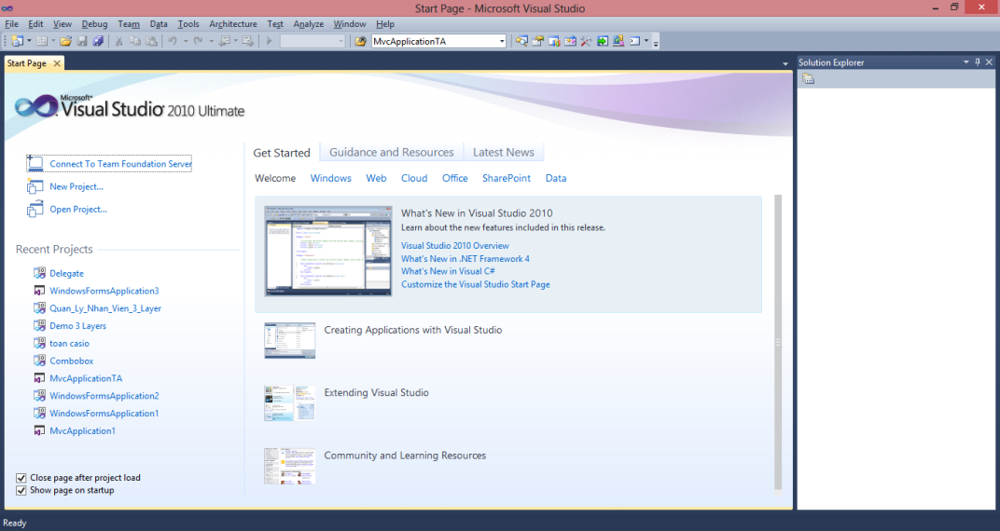 Start Page - Microsoft Visual Studio
File Edit View Debug Team Data Tools Architecture Test Analyze Window Help
MvcApplicationTA
Start Page
Solution Explorer
Microsoft®
Visual Studio® 2010 Ultimate
Connect To Team Foundation Server
New Project...
Open Project...
Recent Projects
Delegate
WindowsFormsApplication3
Quan_Ly_Nhan_Vien_3_Layer
Demo 3 Layers
toan casio
Combobox
MvcApplicationTA
WindowsFormsApplication2
WindowsFormsApplication1
MvcApplication1
Close page after project load
Show page on startup
Get Started Guidance and Resources Latest News
Welcome Windows Web Cloud Office SharePoint Data
What's New in Visual Studio 2010
Learn about the new features included in this release.
Visual Studio 2010 Overview
What's New in .NET Framework 4
What's New in Visual C#
Customize the Visual Studio Start Page
Creating Applications with Visual Studio
Extending Visual Studio
Community and Learning Resources
Ready